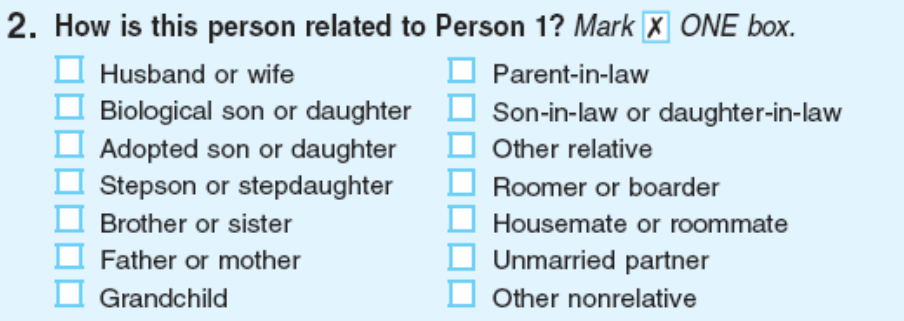 2. How is this person related to Person 1? Mark X ONE box.
Husband or wife
Biological son or daughter
Adopted son or daughter
Stepson or stepdaughter
Brother or sister
Father or mother
Grandchild
Parent-in-law
Son-in-law or daughter-in-law
Other relative
Roomer or boarder
Housemate or roommate
Unmarried partner
Other nonrelative